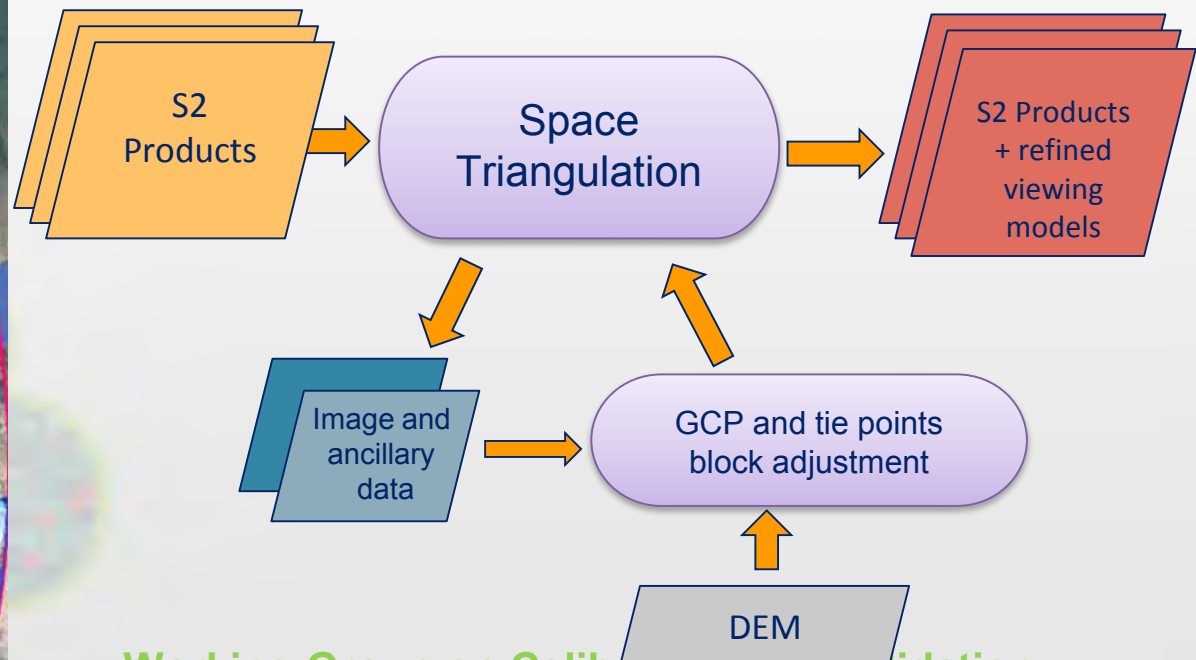 S2
Products
Space
Triangulation
S2 Products
+ refined
viewing
models
Image and
ancillary
data
GCP and tie points
block adjustment
DEM